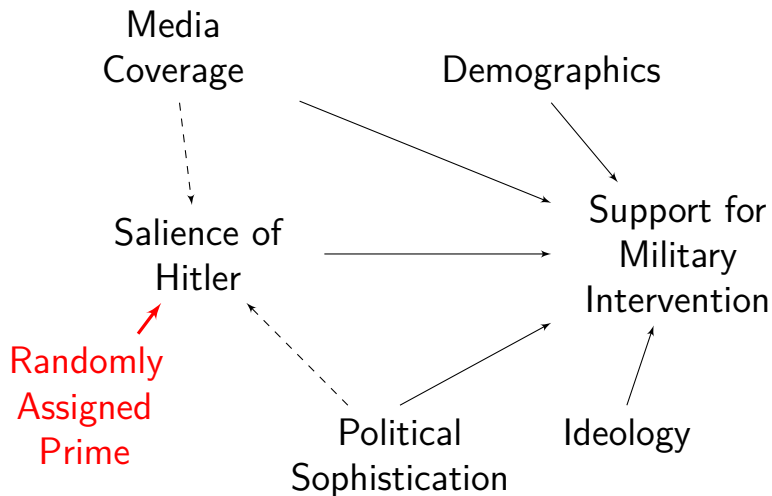 Media
Coverage
Demographics
Salience of
Hitler
Support for
Military
Intervention
Randomly
Assigned
Prime
Political
Sophistication
Ideology